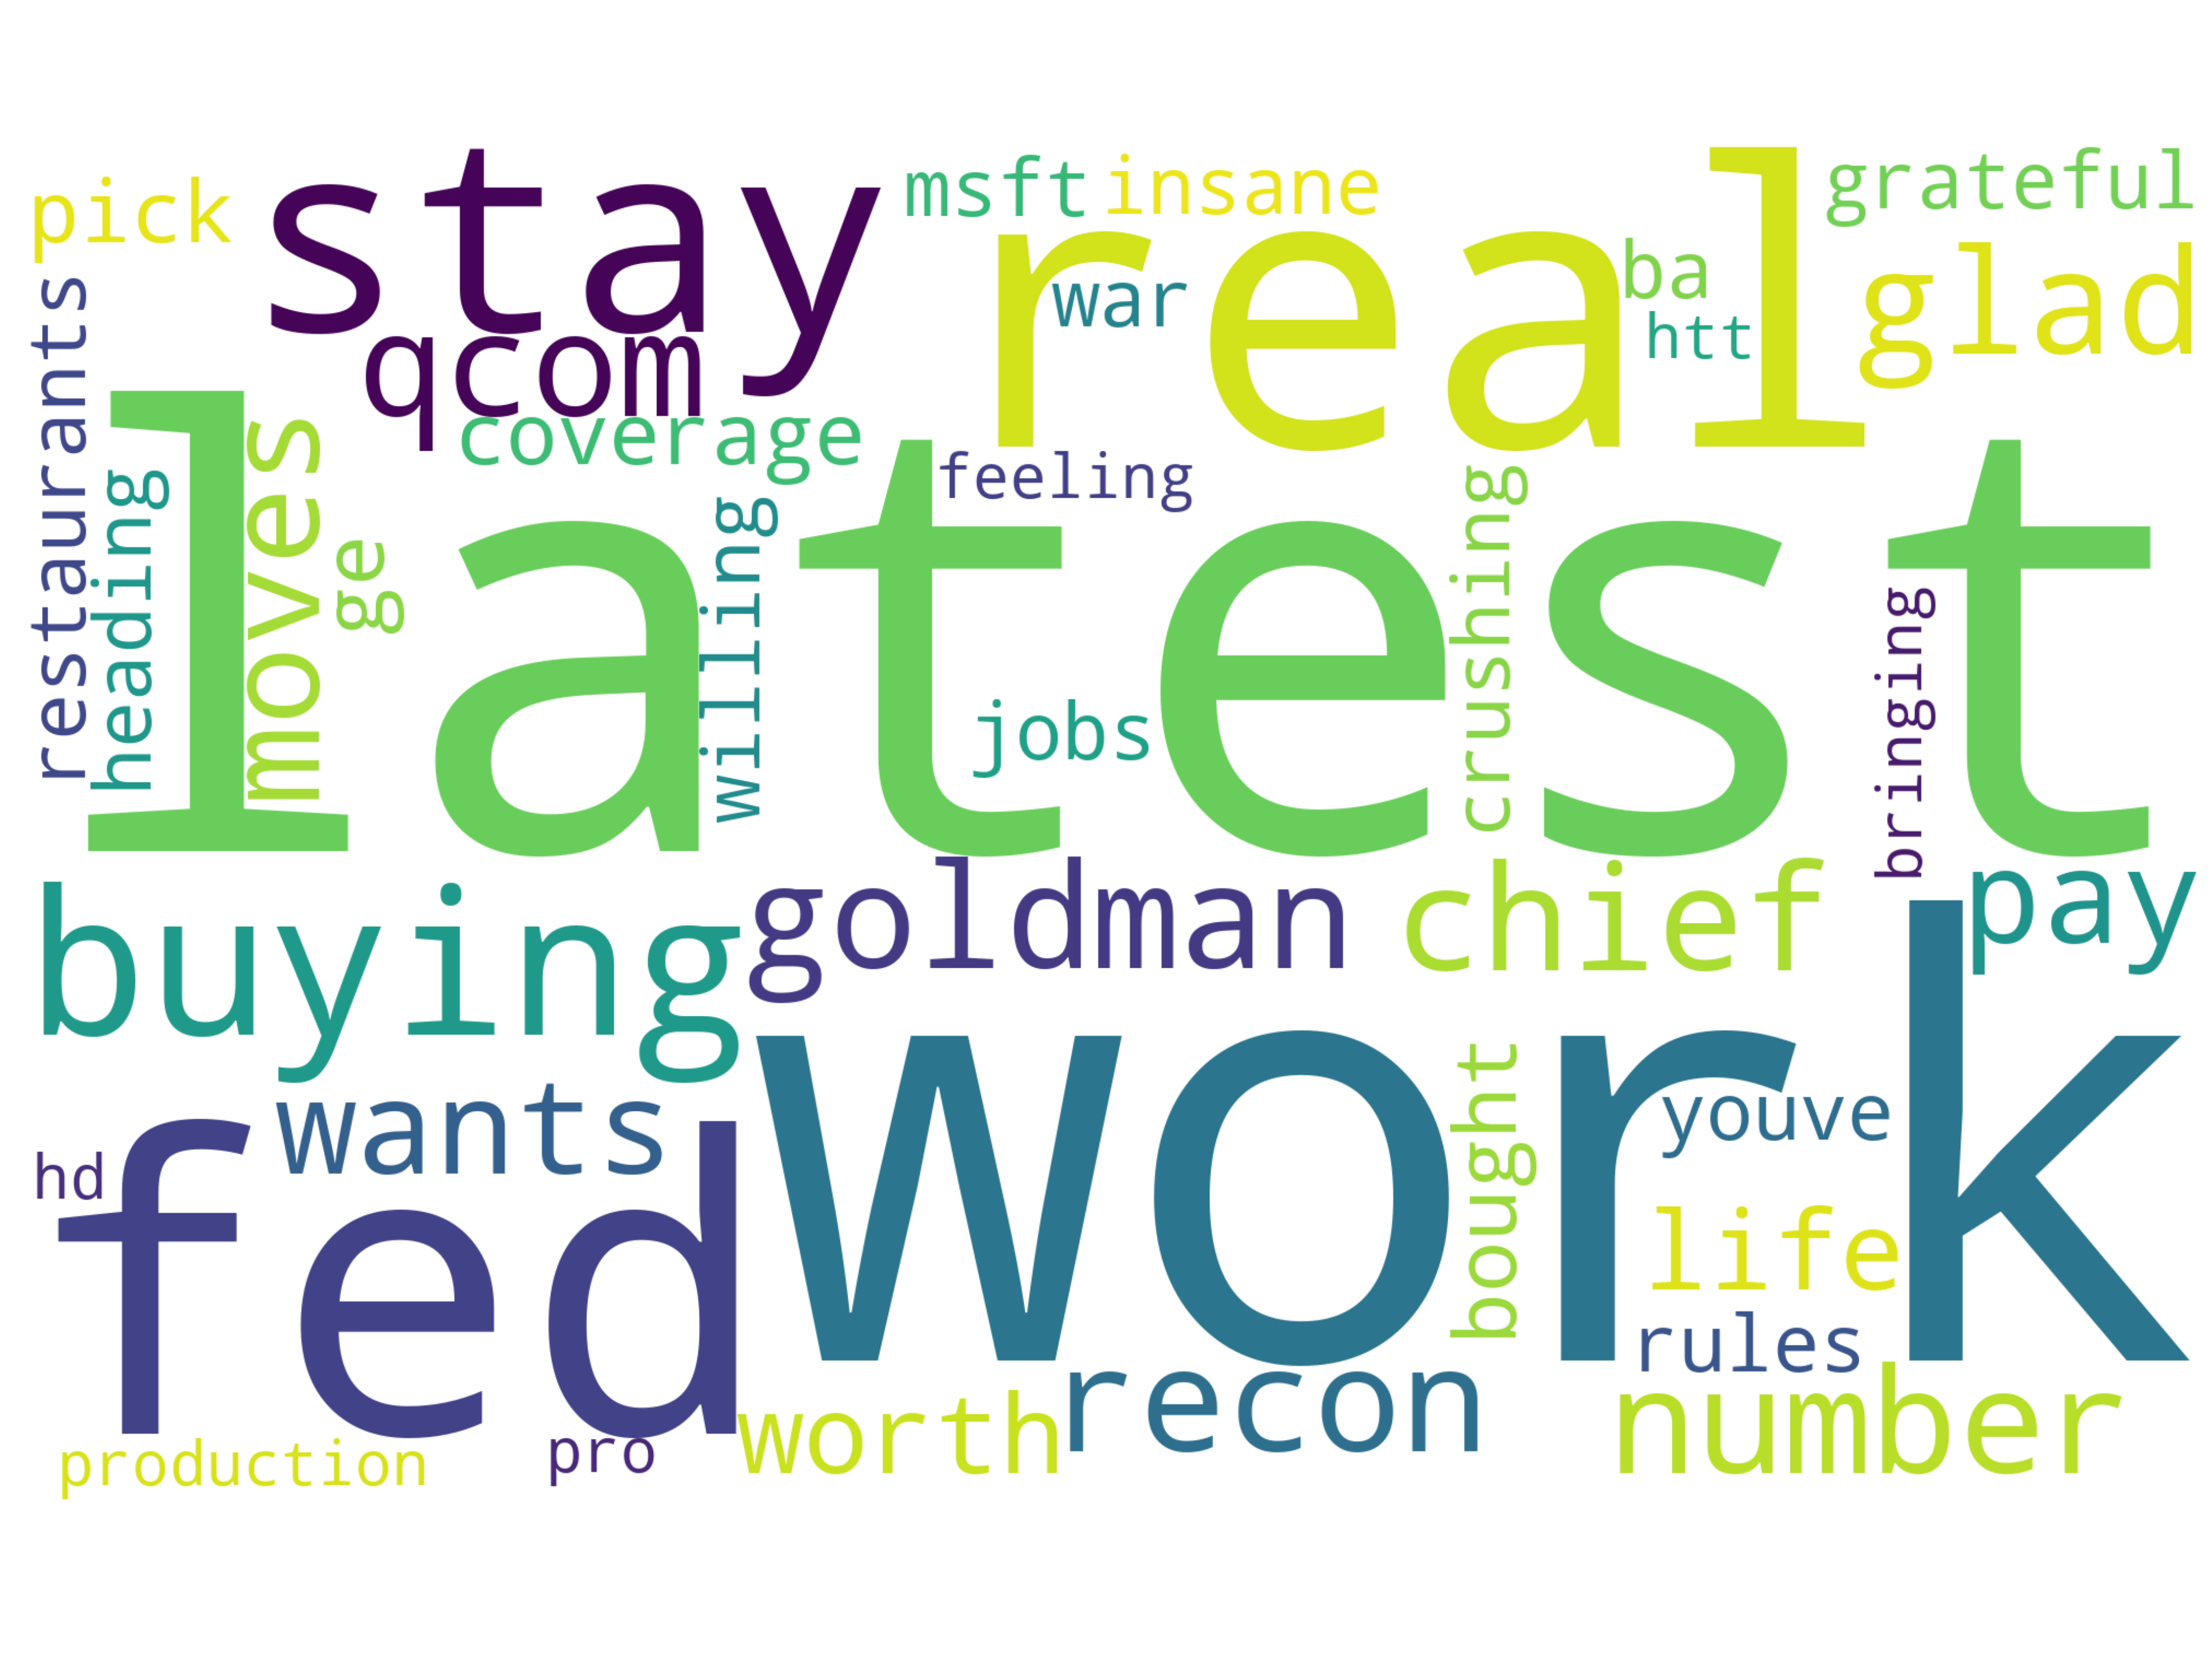 pick
stay
msft
insane
grateful
real
war
ba
htt
glad
restaurants
qcom
coverage
feeling
heading
moves
ge
latest
willing
jobs
crushing
bringing
buying
goldman
chief
pay
wants
work
youve
hd
fed
bought
life
rules
production
pro
worth
recon
number